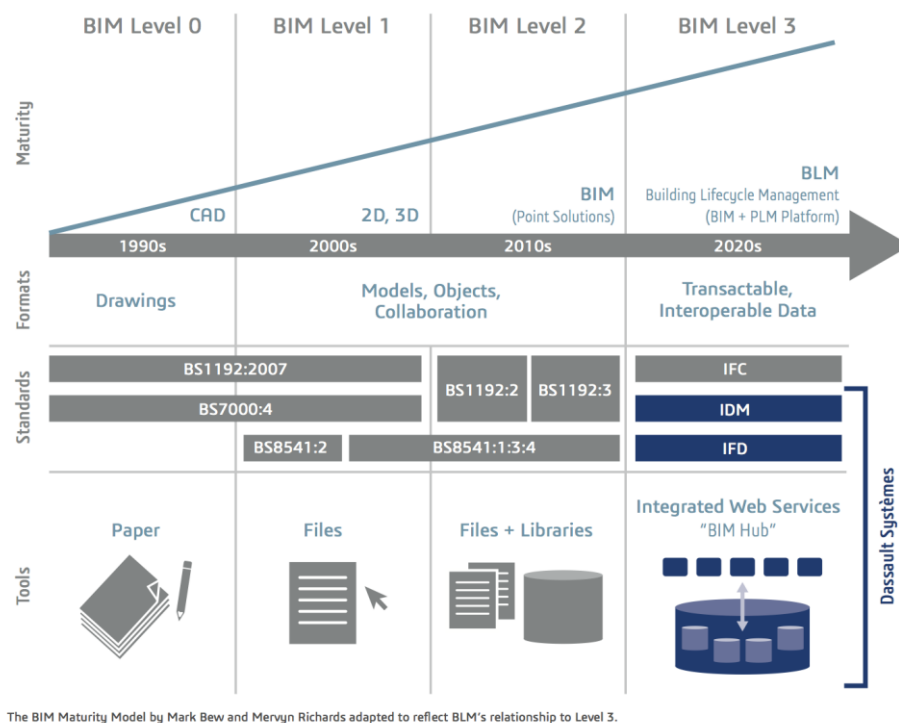 BIM Level 0
BIM Level 1
BIM Level 2
BIM Level 3
Maturity
CAD
2D, 3D
BIM
(Point Solutions)
BLM
Building Lifecycle Management
(BIM + PLM Platform)
1990s
2000s
2010s
2020s
Formats
Drawings
Models, Objects,
Collaboration
Transactable,
Interoperable Data
Standards
BS1192:2007
BS1192:2
BS1192:3
IFC
BS7000:4
IDM
BS8541:2
BS8541:1:3:4
IFD
Tools
Paper
Files
Files + Libraries
Integrated Web Services
“BIM Hub”
Dassault Systèmes
The BIM Maturity Model by Mark Bew and Mervyn Richards adapted to reflect BLM's relationship to Level 3.